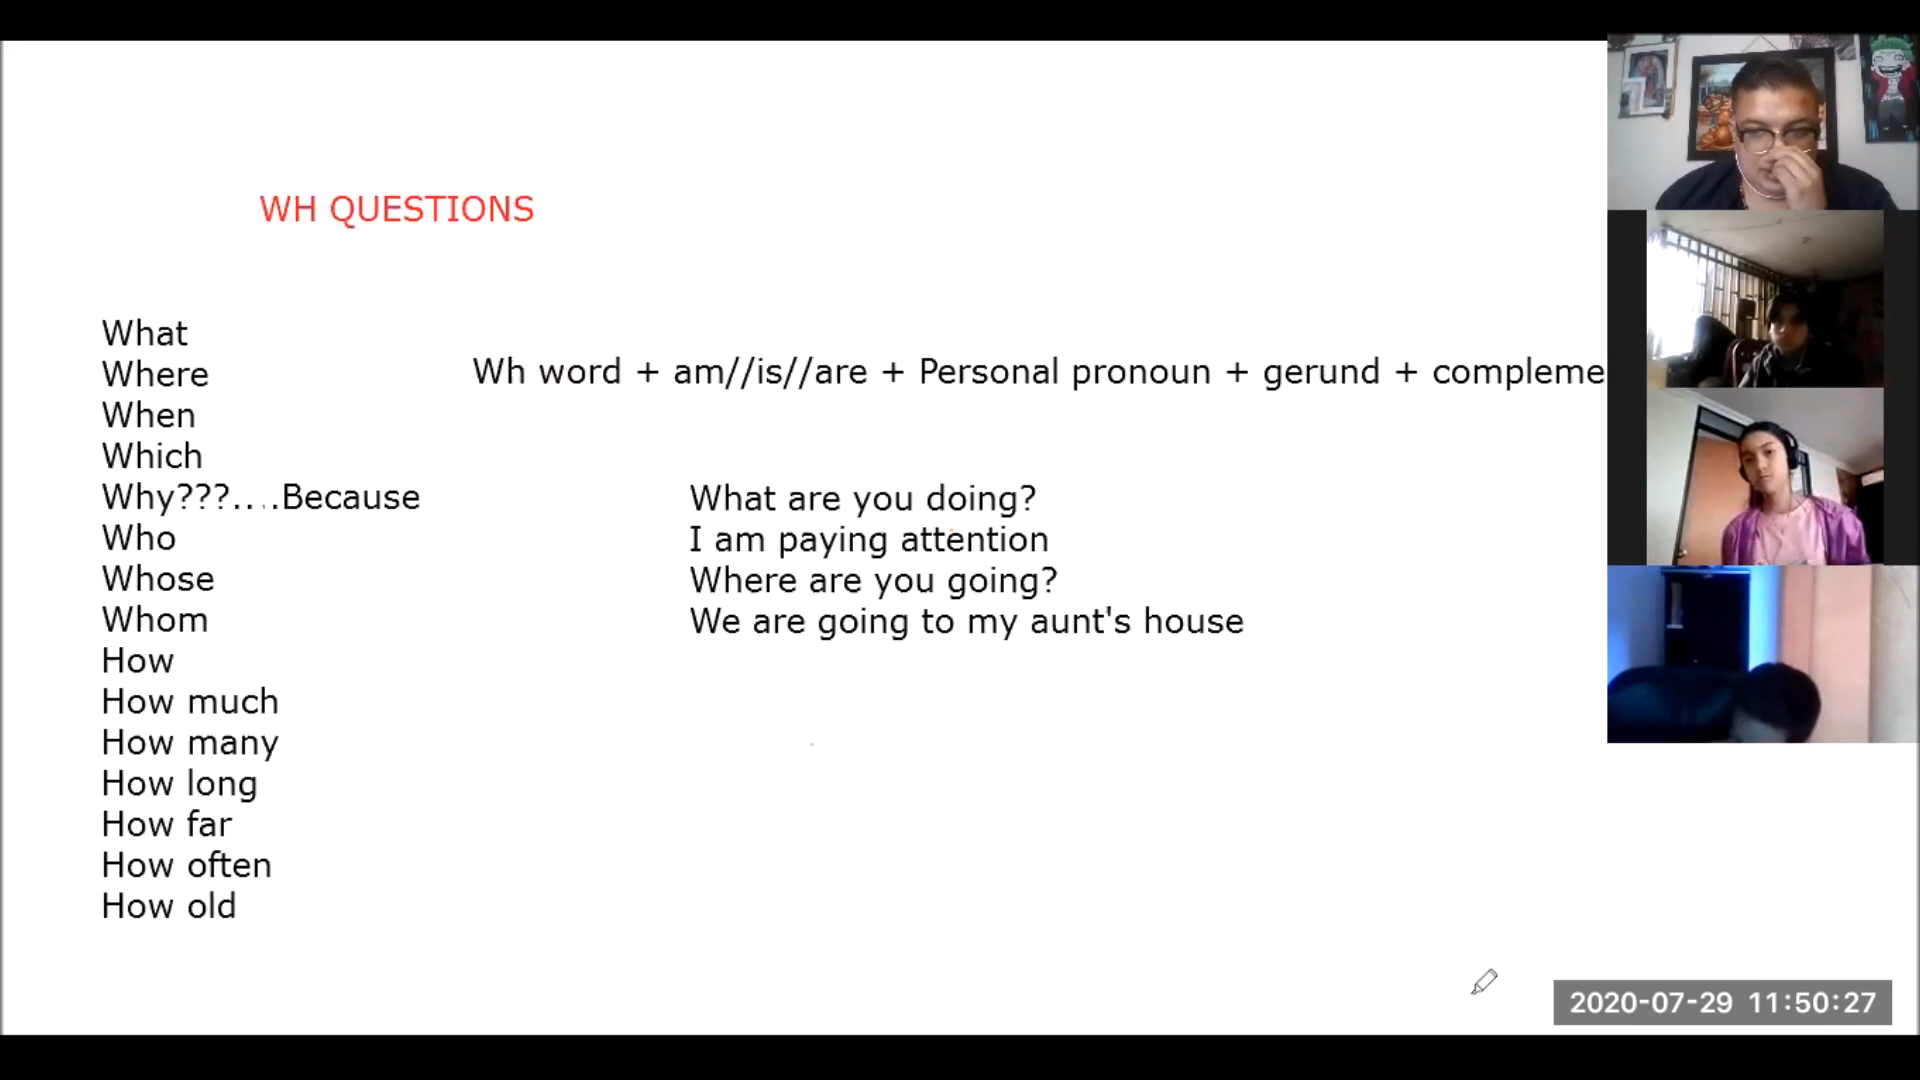 WH QUESTIONS
What
Where
When
Which
Why???....Because
Who
Whose
Whom
How
How much
How many
How long
How far
How often
How old
Wh word + am//is//are + Personal pronoun + gerund + compleme
What are you doing?
I am paying attention
Where are you going?
We are going to my aunt's house
2020-07-29 11:50:27